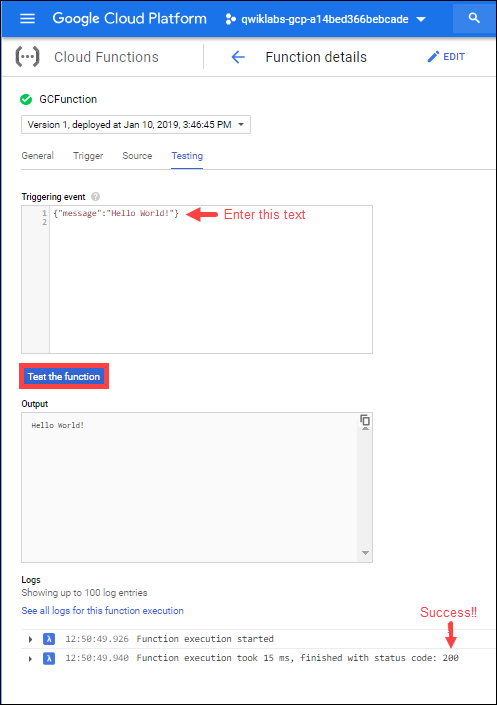 Google Cloud Platform qwiklabs-gcp-a14bed366bebcade
Cloud Functions Function details EDIT
GCFunction
Version 1, deployed at Jan 10, 2019, 3:46:45 PM
General Trigger Source Testing
Triggering event ?
1 {"message":"Hello World!"} Enter this text
2
Test the function
Output
Hello World!
Logs
Showing up to 100 log entries
See all logs for this function execution
Success!!
λ 12:50:49.926 Function execution started
λ 12:50:49.940 Function execution took 15 ms, finished with status code: 200